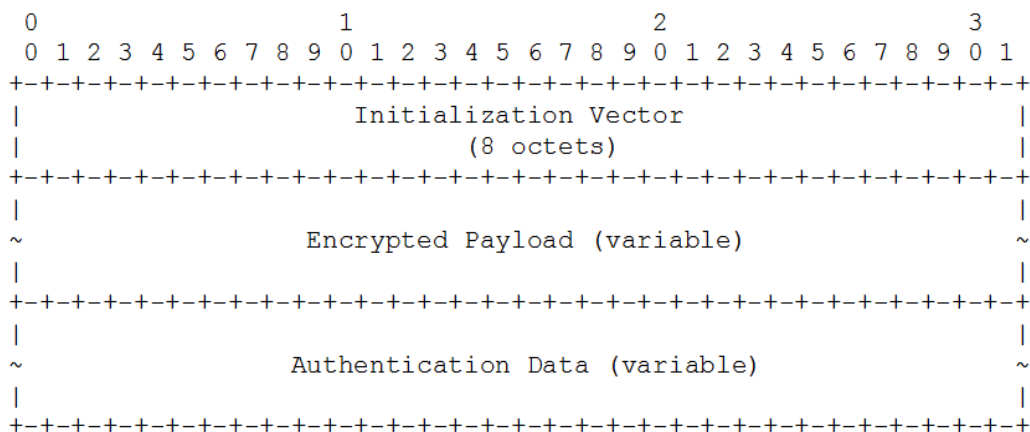 0                   1                   2                   3
 0 1 2 3 4 5 6 7 8 9 0 1 2 3 4 5 6 7 8 9 0 1 2 3 4 5 6 7 8 9 0 1
+-+-+-+-+-+-+-+-+-+-+-+-+-+-+-+-+-+-+-+-+-+-+-+-+-+-+-+-+-+-+-+-+
|                     Initialization Vector                     |
|                            (8 octets)                         |
+-+-+-+-+-+-+-+-+-+-+-+-+-+-+-+-+-+-+-+-+-+-+-+-+-+-+-+-+-+-+-+-+
|                                                               |
~                  Encrypted Payload (variable)                 ~
|                                                               |
+-+-+-+-+-+-+-+-+-+-+-+-+-+-+-+-+-+-+-+-+-+-+-+-+-+-+-+-+-+-+-+-+
|                                                               |
~                 Authentication Data (variable)                ~
|                                                               |
+-+-+-+-+-+-+-+-+-+-+-+-+-+-+-+-+-+-+-+-+-+-+-+-+-+-+-+-+-+-+-+-+